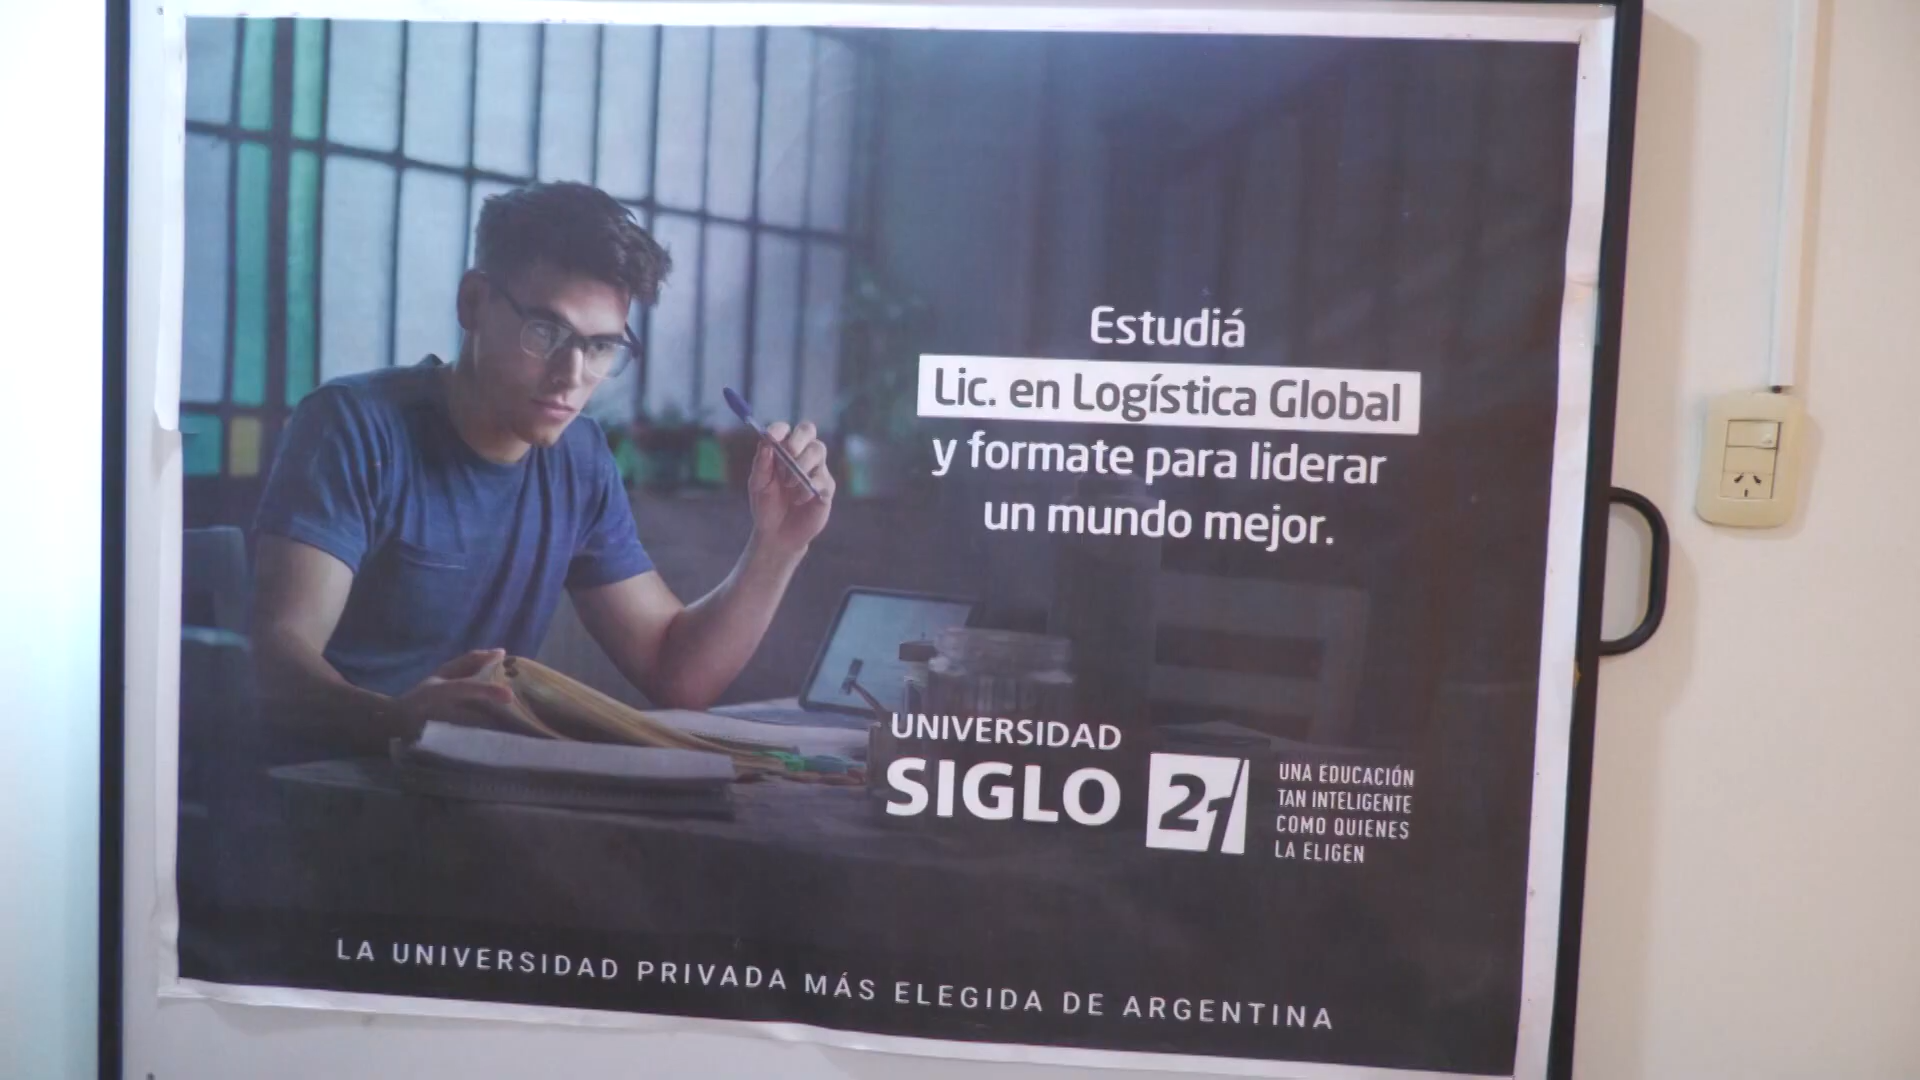 Estudiá
Lic. en Logística Global
y formate para liderar
un mundo mejor.
UNIVERSIDAD
SIGLO 21
UNA EDUCACIÓN
TAN INTELIGENTE
COMO QUIENES
LA ELIGEN
LA UNIVERSIDAD PRIVADA MÁS ELEGIDA DE ARGENTINA